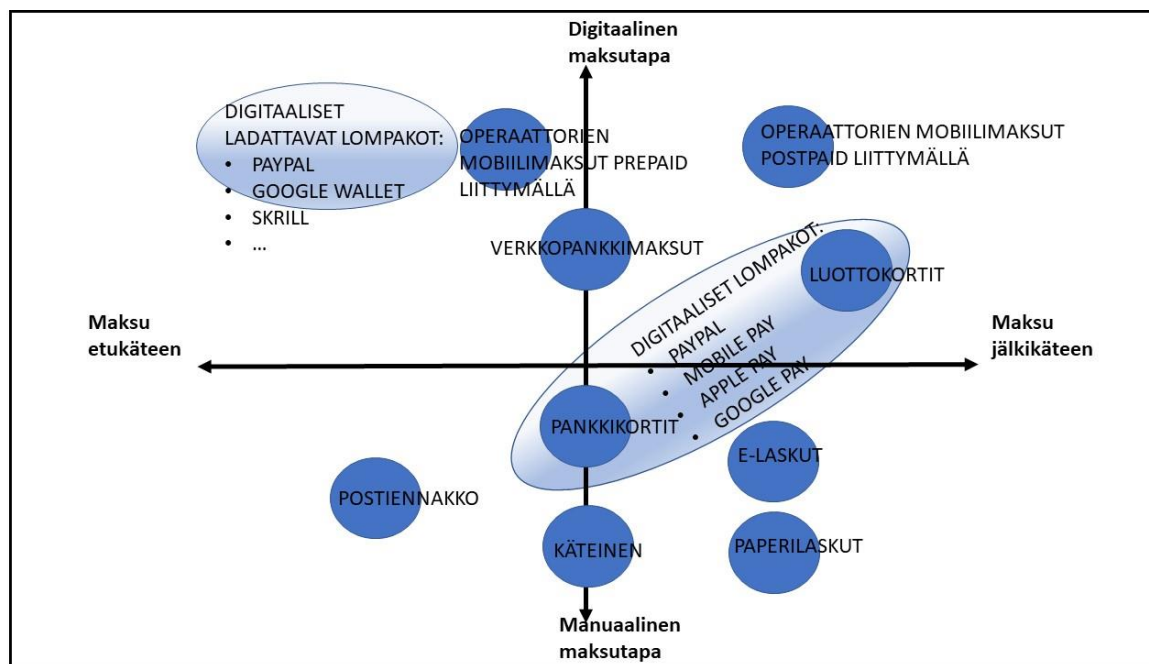 Digitaalinen
maksutapa
DIGITAALISET
LADATTAVAT LOMPAKOT:
• PAYPAL
• GOOGLE WALLET
• SKRILL
• ...
OPERAATTORIEN
MOBIILIMAKSUT PREPAID
LIITTYMÄLLÄ
OPERAATTORIEN MOBIILIMAKSUT
POSTPAID LIITTYMÄLLÄ
VERKKOPANKKIMAKSUT
DIGITAALISET LOMPAKOT:
• PAYPAL
• MOBILE PAY
• APPLE PAY
• GOOGLE PAY
LUOTTOKORTIT
Maksu
etukäteen
Maksu
jälkikäteen
PANKKIKORTIT
E-LASKUT
POSTIENNAKKO
KÄTEINEN
PAPERILASKUT
Manuaalinen
maksutapa